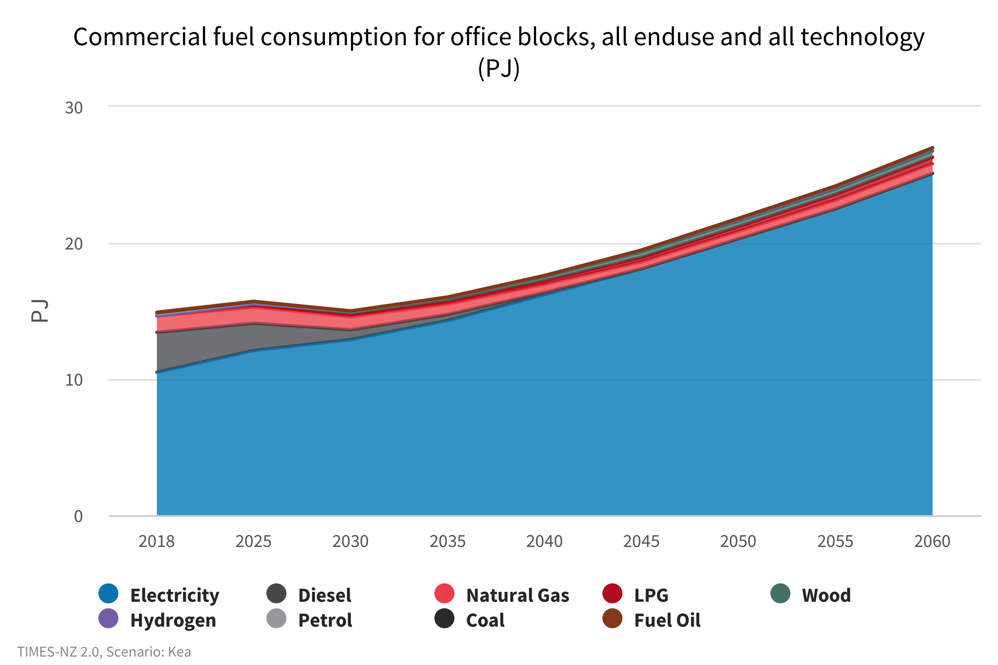 Commercial fuel consumption for office blocks, all enduse and all technology
(PJ)
30
20
10
0
PJ
2018 2025 2030 2035 2040 2045 2050 2055 2060
Electricity Diesel Natural Gas LPG Wood
Hydrogen Petrol Coal Fuel Oil
TIMES-NZ 2.0, Scenario: Kea